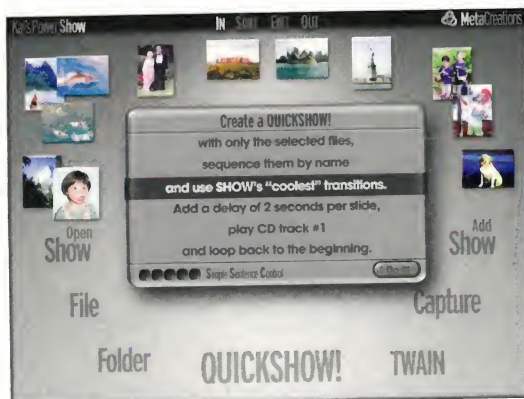 Kai's Power Show
IN SORT EDIT OUT
MetaCreations
Create a QUICKSHOW!
with only the selected files,
sequence them by name
and use SHOW's "coolest" transitions.
Add a delay of 2 seconds per slide,
play CD track #1
and loop back to the beginning.
Simple Sentence Control
Open
Show
Add
Show
File
Capture
Folder
QUICKSHOW!
TWAIN